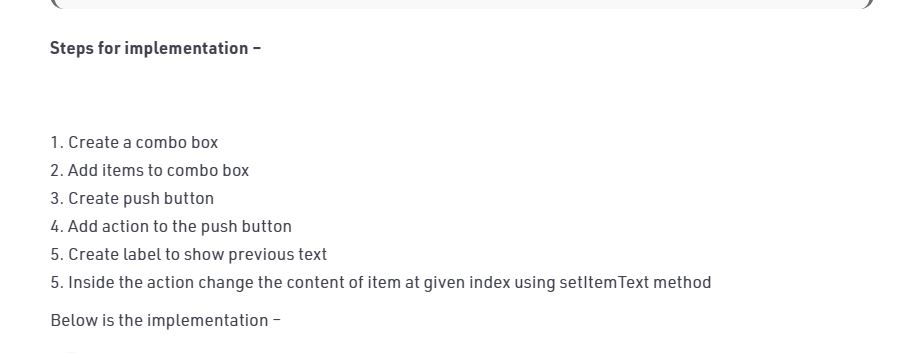 Steps for implementation –
1. Create a combo box
2. Add items to combo box
3. Create push button
4. Add action to the push button
5. Create label to show previous text
5. Inside the action change the content of item at given index using setItemText method
Below is the implementation –